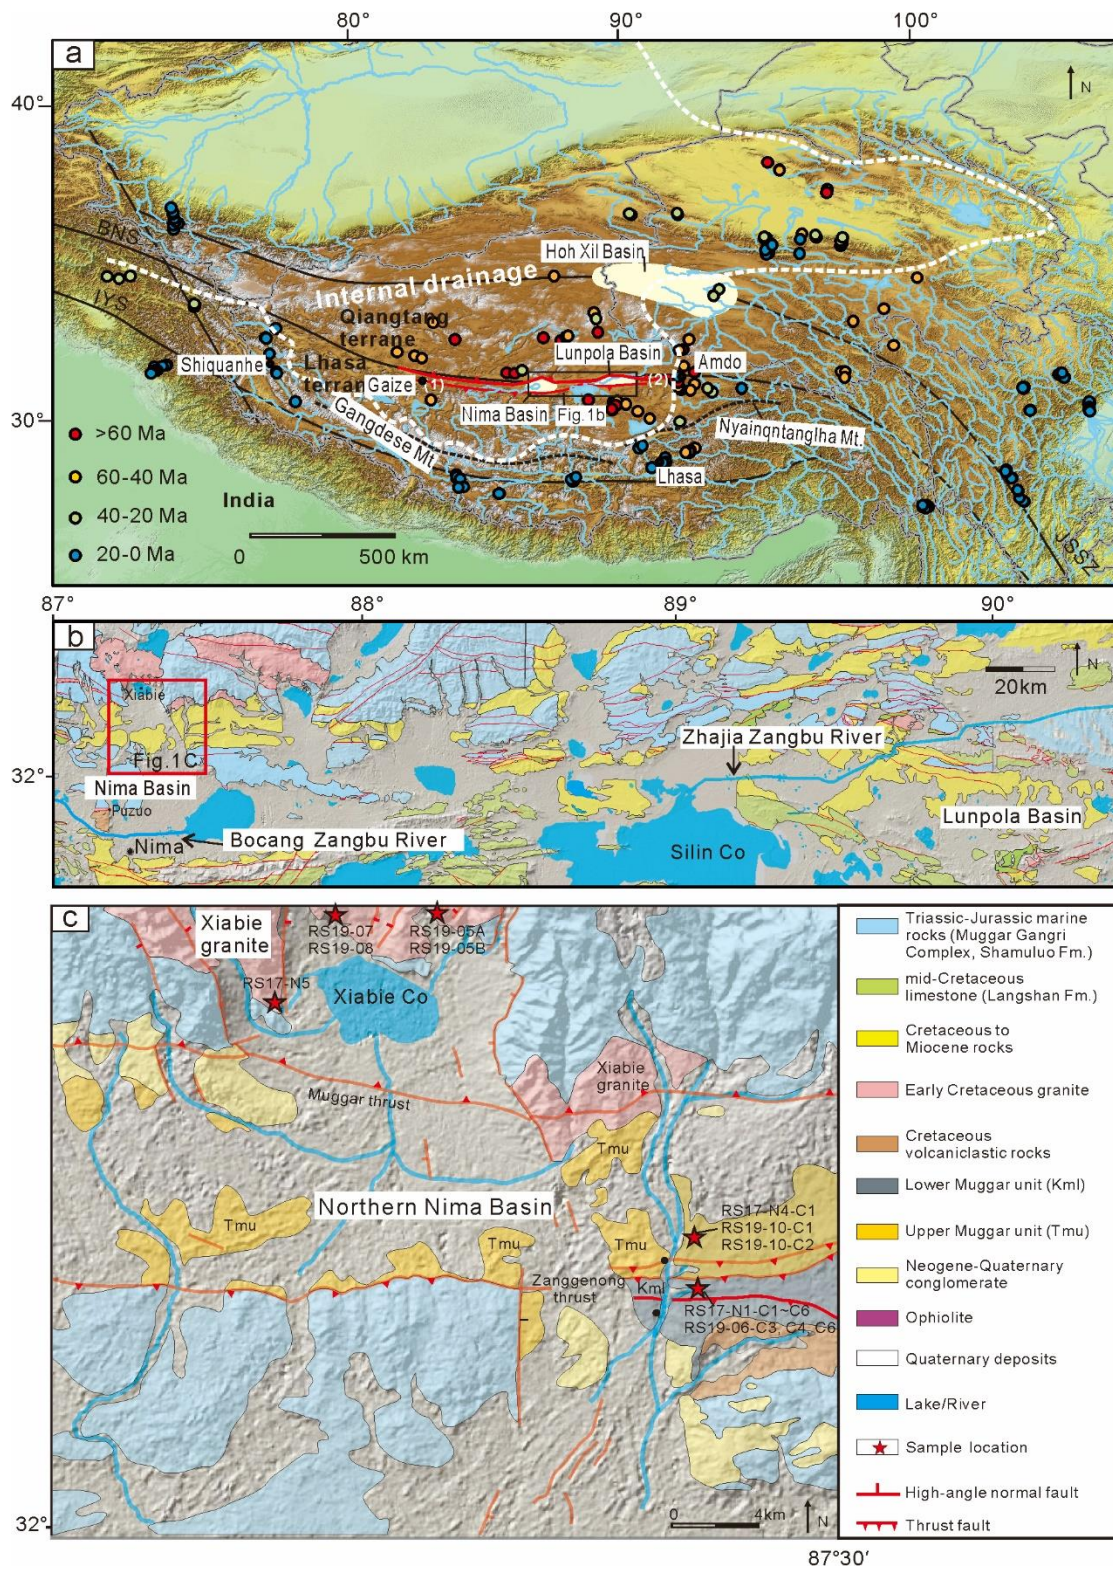 80° 90° 100°
a
N
40°
BNS
Hoh Xil Basin
Internal drainage
IYS
Qiangtang
terrane
Lunpola Basin
Shiquanhe
Lhasa
terran
Amdo
Gaize
(1)
(2)
30°
Nima Basin
Fig.1b
Gangdese Mt.
Nyainqntanglha Mt.
>60 Ma
Lhasa
60-40 Ma
India
40-20 Ma
20-0 Ma
0 500 km
JSSZ
87° 88° 89° 90°
b
N
Xiabie
20km
Zhajia Zangbu River
Fig.1C
32°
Nima Basin
Puzuo
Lunpola Basin
Bocang Zangbu River
Nima
Silin Co
c
Xiabie
granite
RS19-07
RS19-08
RS19-05A
RS19-05B
RS17-N5
Xiabie Co
Muggar thrust
Xiabie
granite
Tmu
Northern Nima Basin
RS17-N4-C1
RS19-10-C1
RS19-10-C2
Tmu
Tmu
Tmu
Zanggenong
thrust
Kml
RS17-N1-C1~C6
RS19-06-C3, C4, C6
0 4km
N
32°
87°30′
Triassic-Jurassic marine
rocks (Muggar Gangri
Complex, Shamuluo Fm.)
mid-Cretaceous
limestone (Langshan Fm.)
Cretaceous to
Miocene rocks
Early Cretaceous granite
Cretaceous
volcaniclastic rocks
Lower Muggar unit (Kml)
Upper Muggar unit (Tmu)
Neogene-Quaternary
conglomerate
Ophiolite
Quaternary deposits
Lake/River
Sample location
High-angle normal fault
Thrust fault